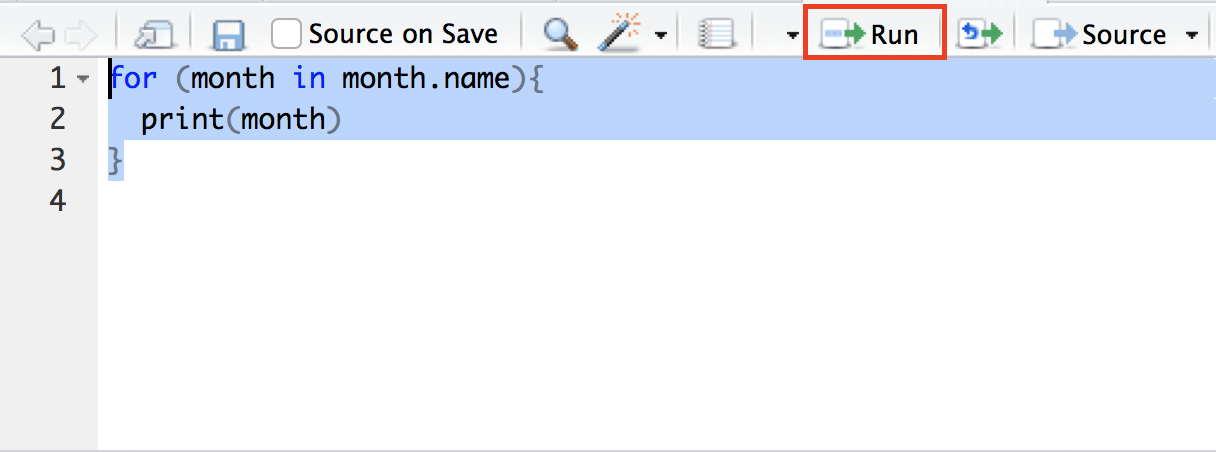 Source on Save Run Source
1 for (month in month.name){
2   print(month)
3 }
4